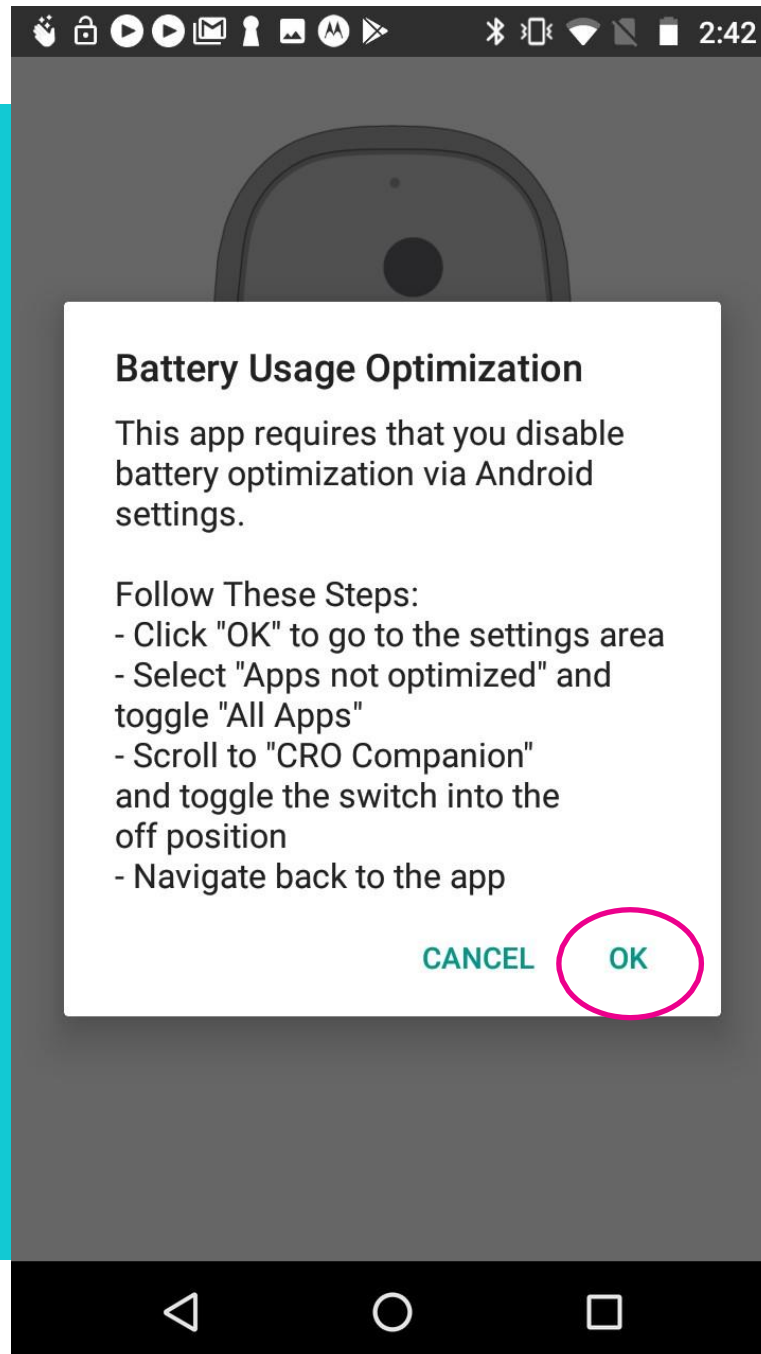 2:42
Battery Usage Optimization
This app requires that you disable
battery optimization via Android
settings.
Follow These Steps:
- Click "OK" to go to the settings area
- Select "Apps not optimized" and
toggle "All Apps"
- Scroll to "CRO Companion"
and toggle the switch into the
off position
- Navigate back to the app
CANCEL OK